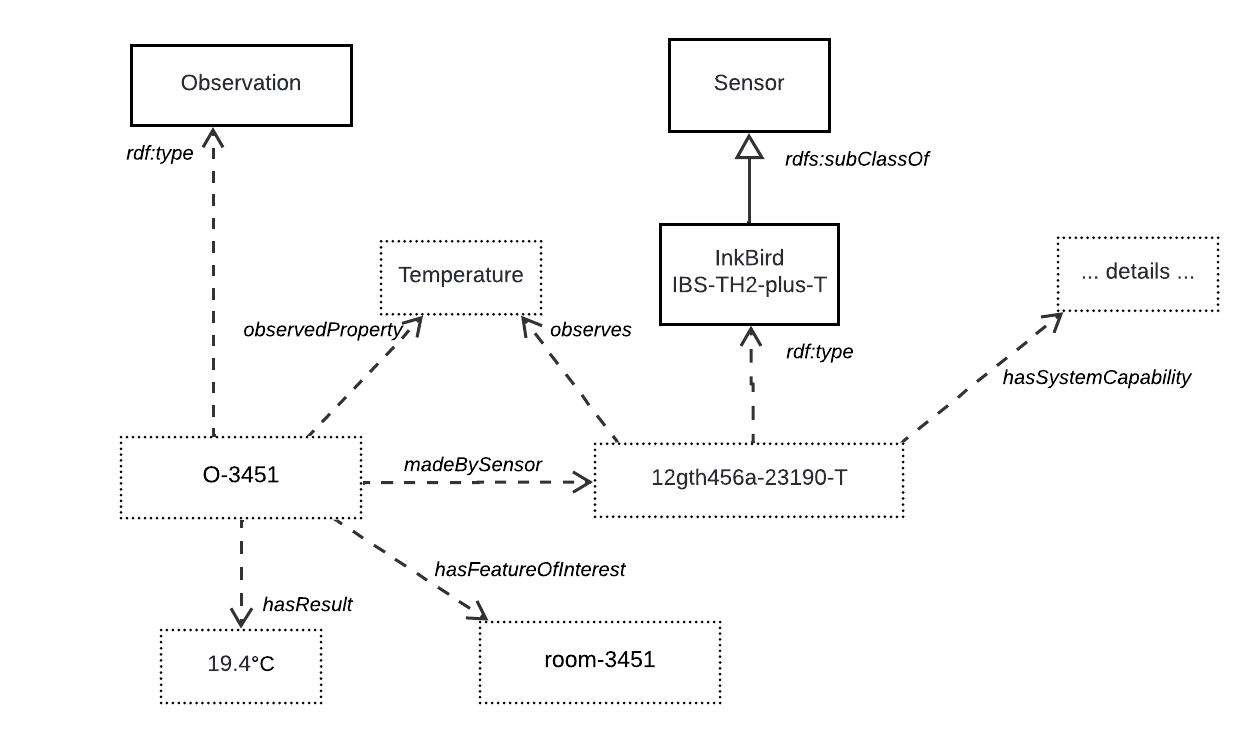 Observation
Sensor
rdf:type
rdfs:subClassOf
InkBird
IBS-TH2-plus-T
Temperature
... details ...
observedProperty
observes
rdf:type
hasSystemCapability
O-3451
madeBySensor
12gth456a-23190-T
hasFeatureOfInterest
hasResult
19.4°C
room-3451